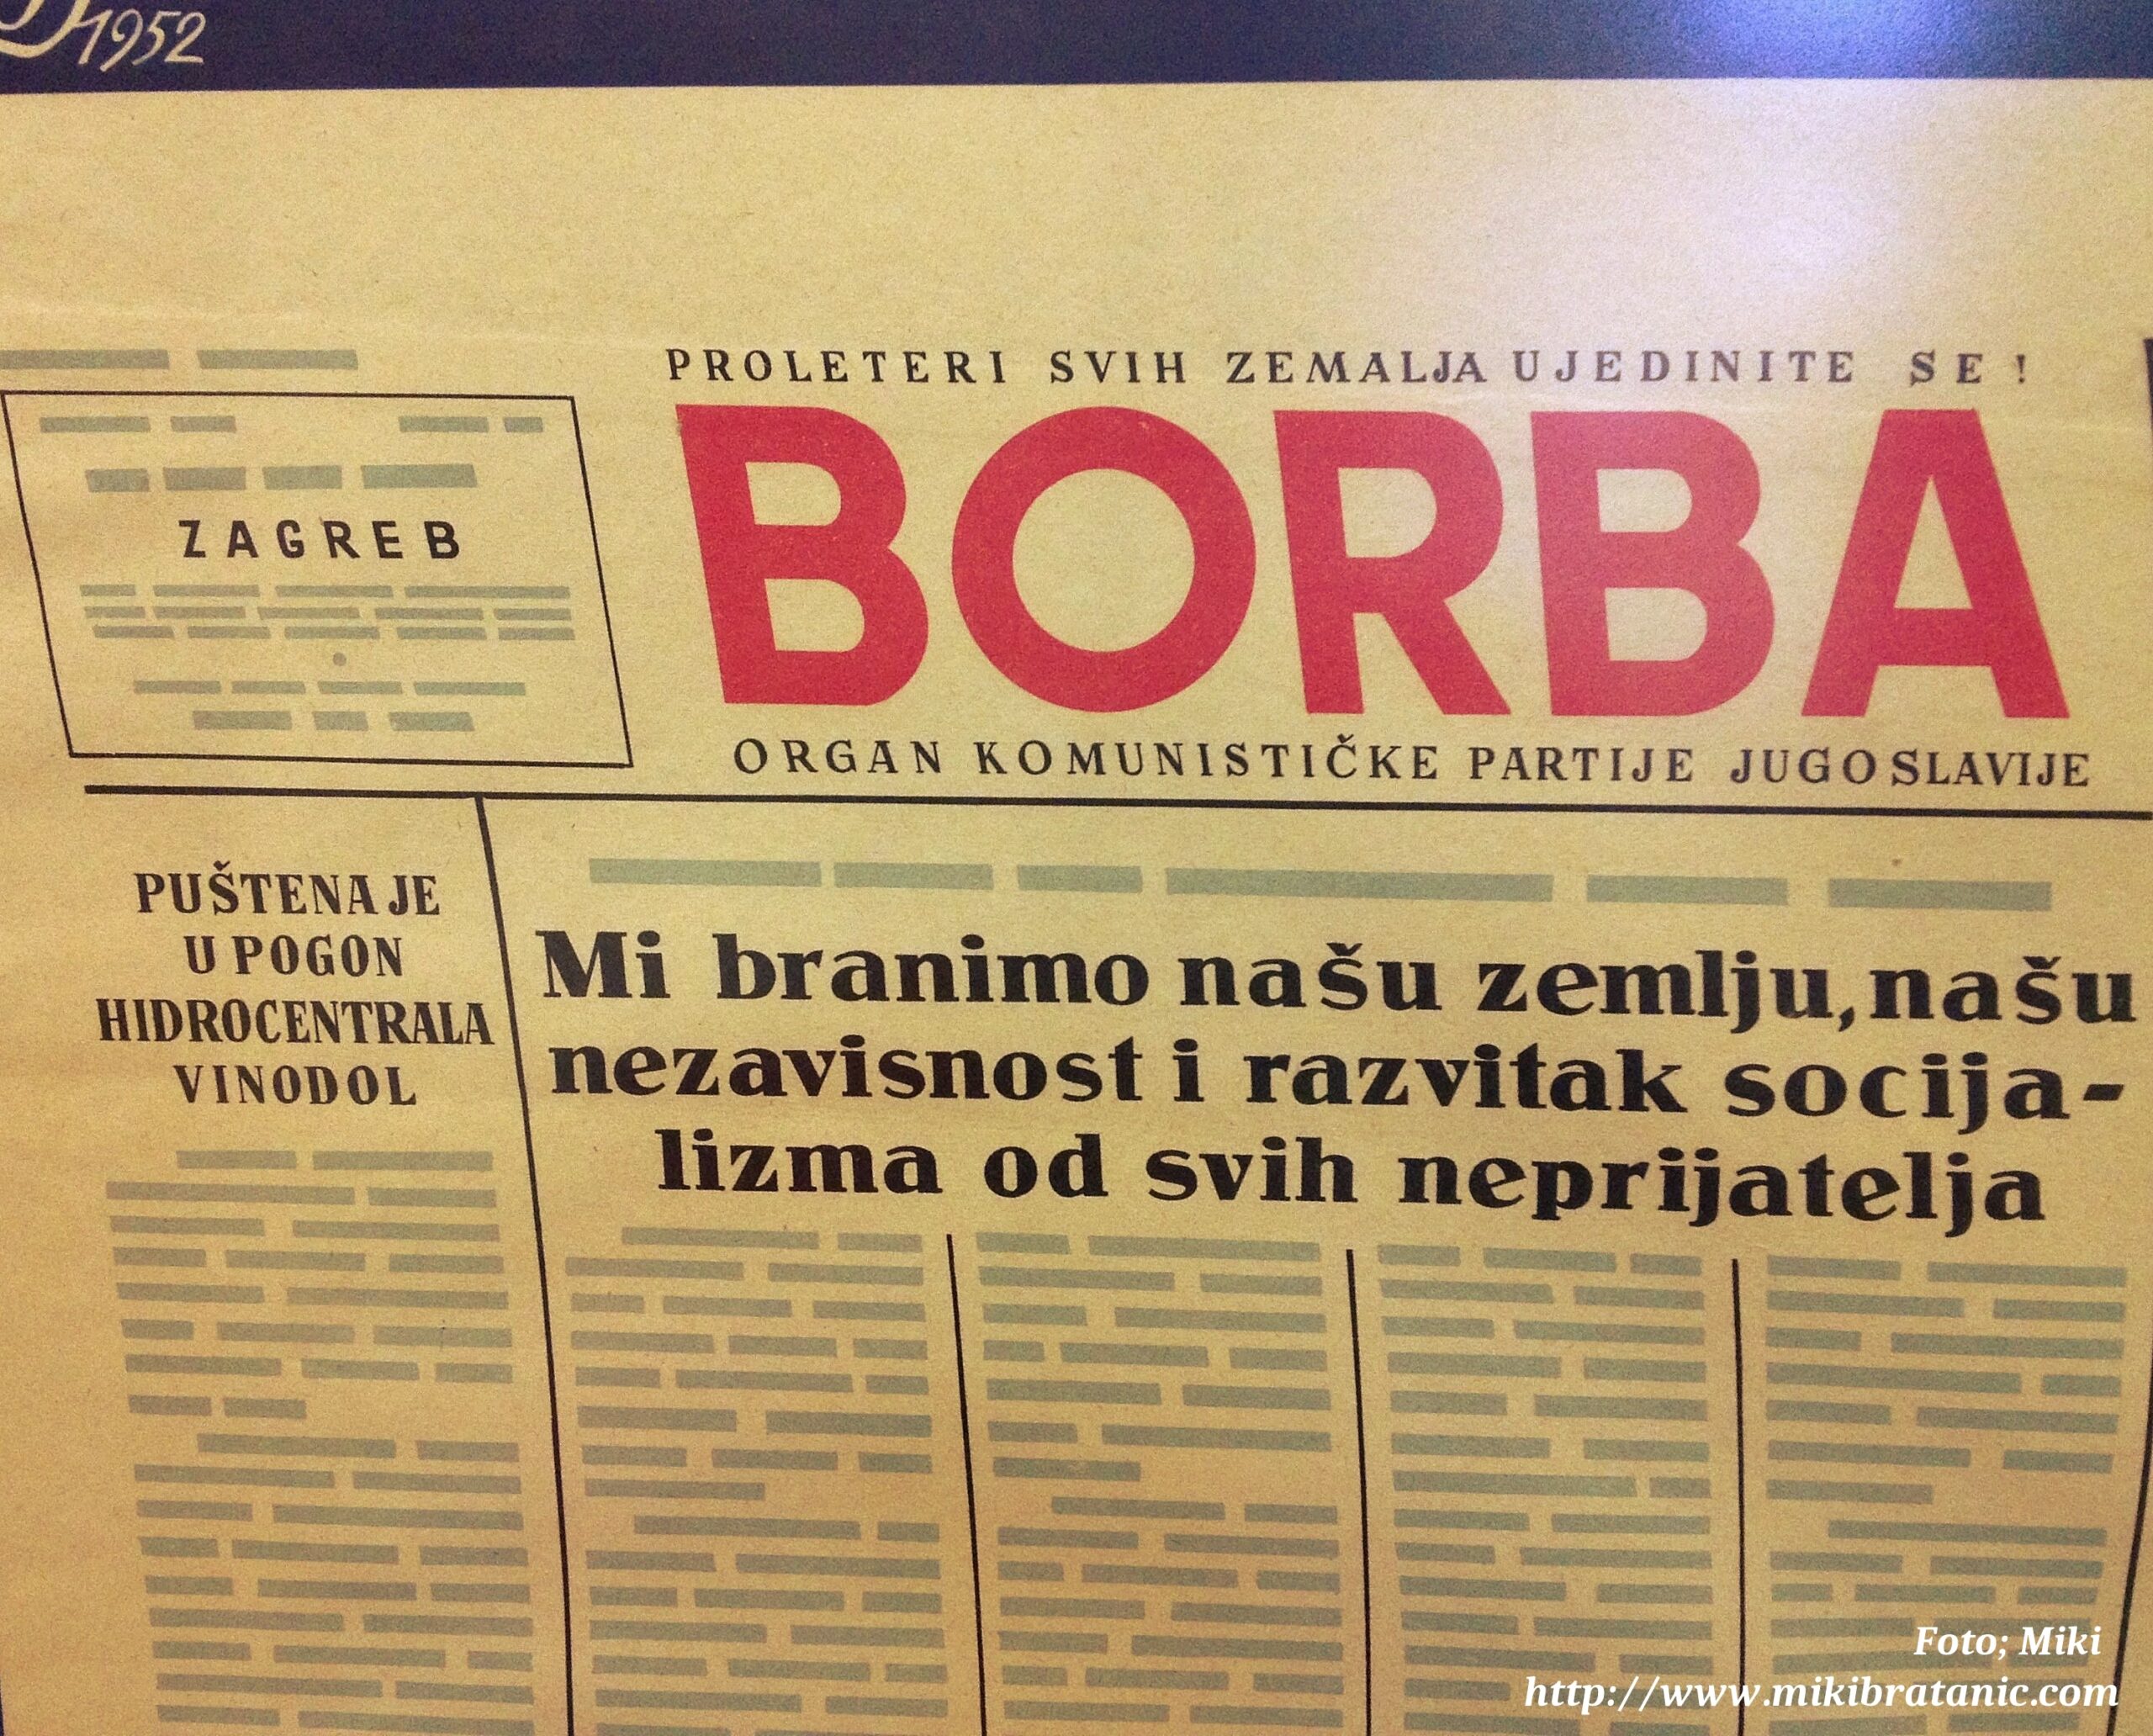 1952
PROLETERI SVIH ZEMALJA UJEDINITE SE!
BORBA
ORGAN KOMUNISTIČKE PARTIJE JUGOSLAVIJE
ZAGREB
PUŠTENA JE
U POGON
HIDROCENTRALA
VINODOL
Mi branimo našu zemlju, našu
nezavisnost i razvitak socija-
lizma od svih neprijatelja
Foto; Miki
http://www.mikibratanic.com